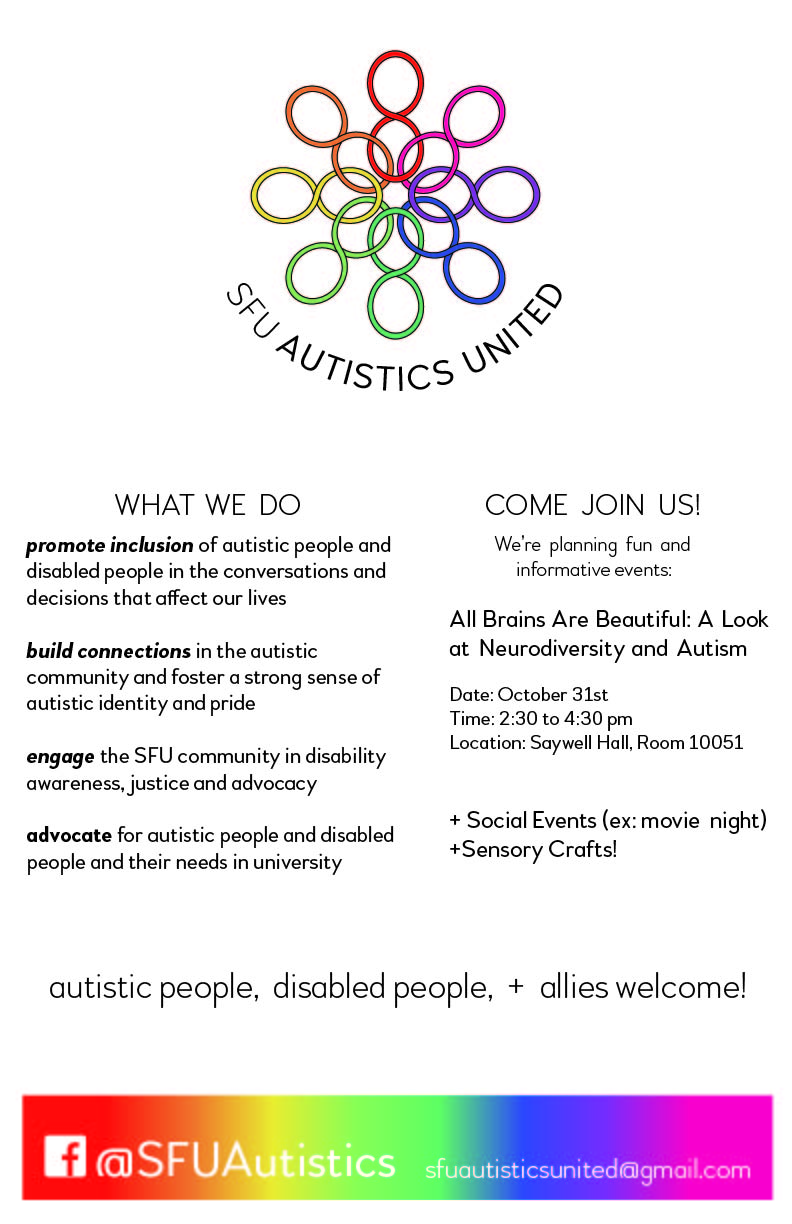 SFU AUTISTICS UNITED
WHAT WE DO
promote inclusion of autistic people and
disabled people in the conversations and
decisions that affect our lives
build connections in the autistic
community and foster a strong sense of
autistic identity and pride
engage the SFU community in disability
awareness, justice and advocacy
advocate for autistic people and disabled
people and their needs in university
COME JOIN US!
We're planning fun and
informative events:
All Brains Are Beautiful: A Look
at Neurodiversity and Autism
Date: October 31st
Time: 2:30 to 4:30 pm
Location: Saywell Hall, Room 10051
+ Social Events (ex: movie night)
+Sensory Crafts!
autistic people, disabled people, + allies welcome!
f @SFUAutistics sfuautisticsunited@gmail.com